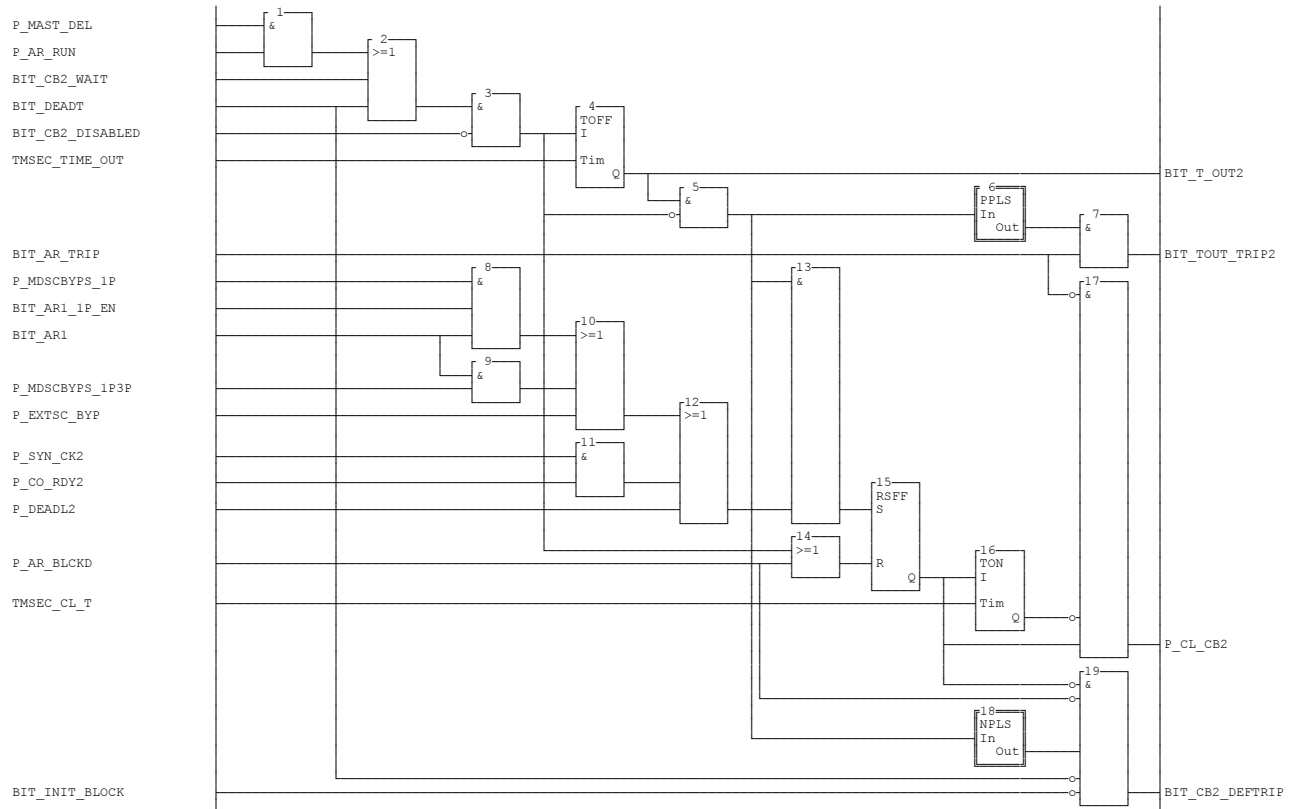 1
P_MAST_DEL
&
2
P_AR_RUN
>=1
BIT_CB2_WAIT
3
BIT_DEADT
&
4
TOFF
BIT_CB2_DISABLED
I
TMSEC_TIME_OUT
Tim
Q
BIT_T_OUT2
5
6
&
PPLS
In
7
Out
&
BIT_AR_TRIP
BIT_TOUT_TRIP2
8
13
P_MDSCBYPS_1P
&
&
17
&
BIT_AR1_1P_EN
10
BIT_AR1
>=1
9
&
P_MDSCBYPS_1P3P
12
P_EXTSC_BYP
>=1
11
P_SYN_CK2
&
P_CO_RDY2
15
RSFF
P_DEADL2
S
14
>=1
16
P_AR_BLCKD
R
TON
Q
I
TMSEC_CL_T
Tim
Q
P_CL_CB2
19
&
18
NPLS
In
Out
BIT_INIT_BLOCK
BIT_CB2_DEFTRIP